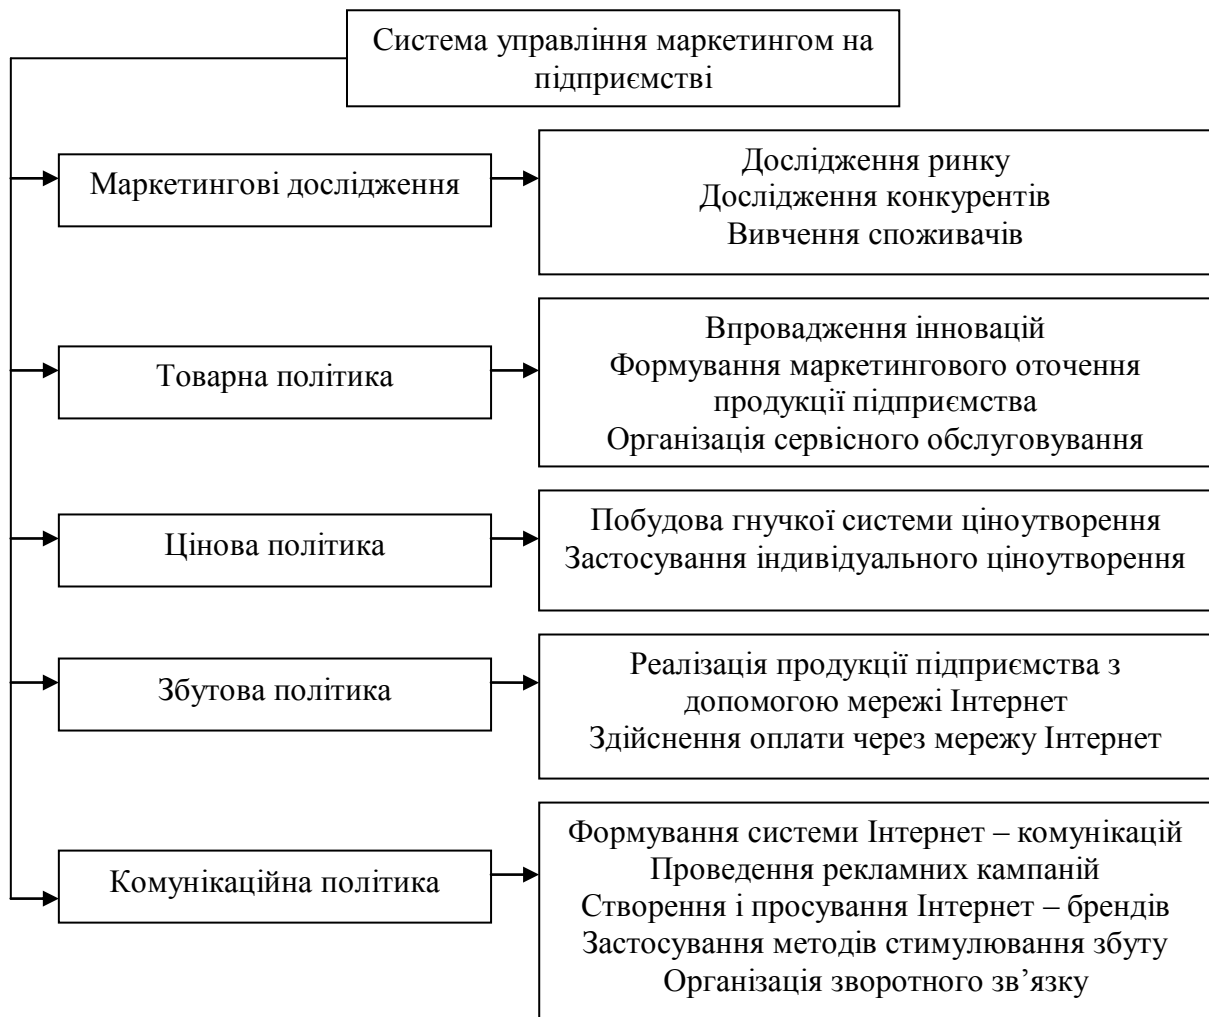 Система управління маркетингом на
підприємстві
Маркетингові дослідження
Дослідження ринку
Дослідження конкурентів
Вивчення споживачів
Товарна політика
Впровадження інновацій
Формування маркетингового оточення
продукції підприємства
Організація сервісного обслуговування
Цінова політика
Побудова гнучкої системи ціноутворення
Застосування індивідуального ціноутворення
Збутова політика
Реалізація продукції підприємства з
допомогою мережі Інтернет
Здійснення оплати через мережу Інтернет
Комунікаційна політика
Формування системи Інтернет – комунікацій
Проведення рекламних кампаній
Створення і просування Інтернет – брендів
Застосування методів стимулювання збуту
Організація зворотного зв’язку